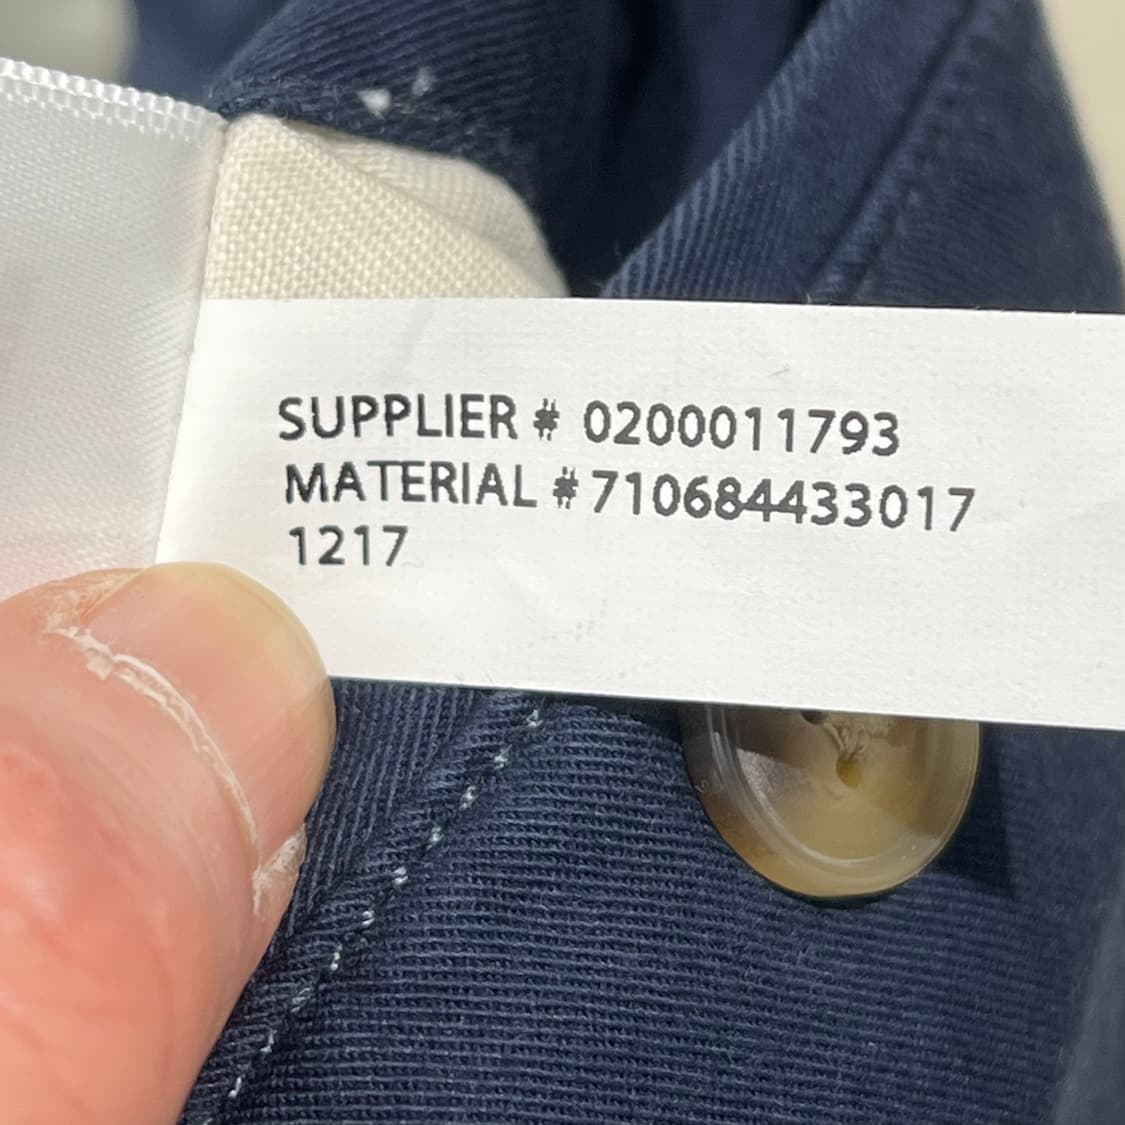 SUPPLIER # 0200011793
MATERIAL #710684433017
1217